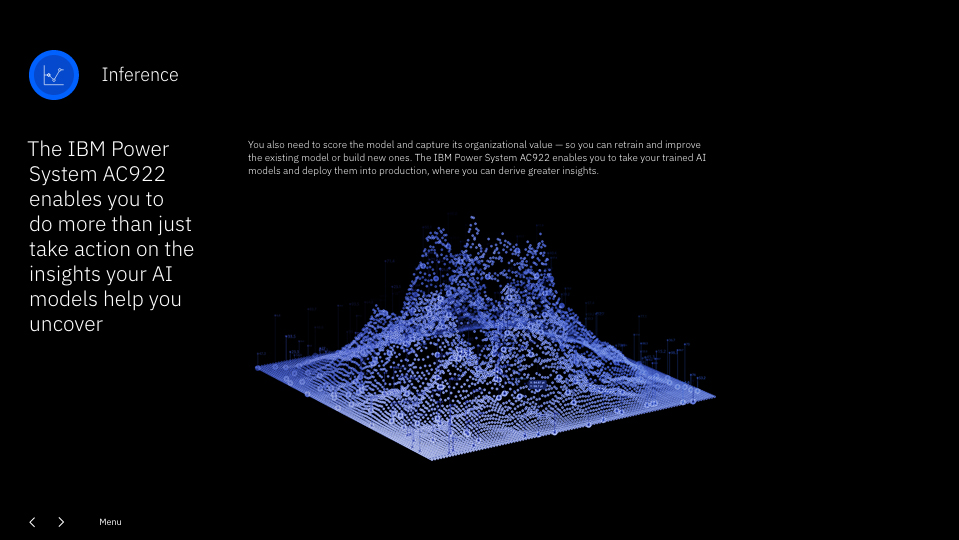 Inference
The IBM Power
System AC922
enables you to
do more than just
take action on the
insights your AI
models help you
uncover
You also need to score the model and capture its organizational value — so you can retrain and improve
the existing model or build new ones. The IBM Power System AC922 enables you to take your trained AI
models and deploy them into production, where you can derive greater insights.
Menu